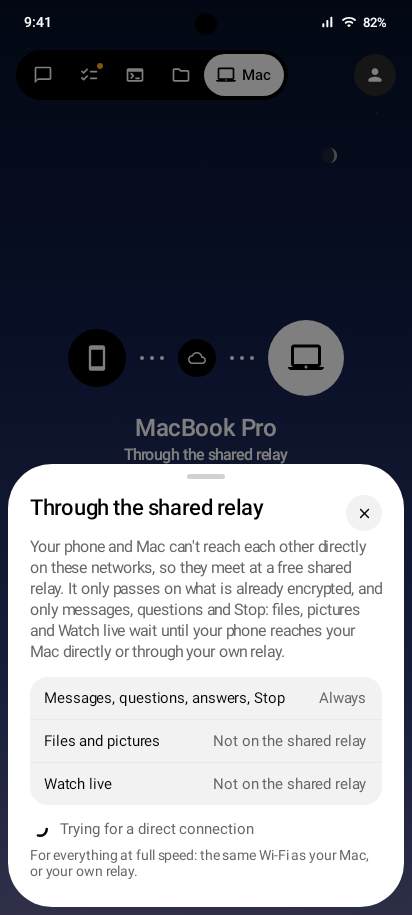 9:41
82%
Mac
MacBook Pro
Through the shared relay
Through the shared relay
Your phone and Mac can't reach each other directly
on these networks, so they meet at a free shared
relay. It only passes on what is already encrypted, and
only messages, questions and Stop: files, pictures
and Watch live wait until your phone reaches your
Mac directly or through your own relay.
Messages, questions, answers, Stop Always
Files and pictures Not on the shared relay
Watch live Not on the shared relay
Trying for a direct connection
For everything at full speed: the same Wi-Fi as your Mac,
or your own relay.